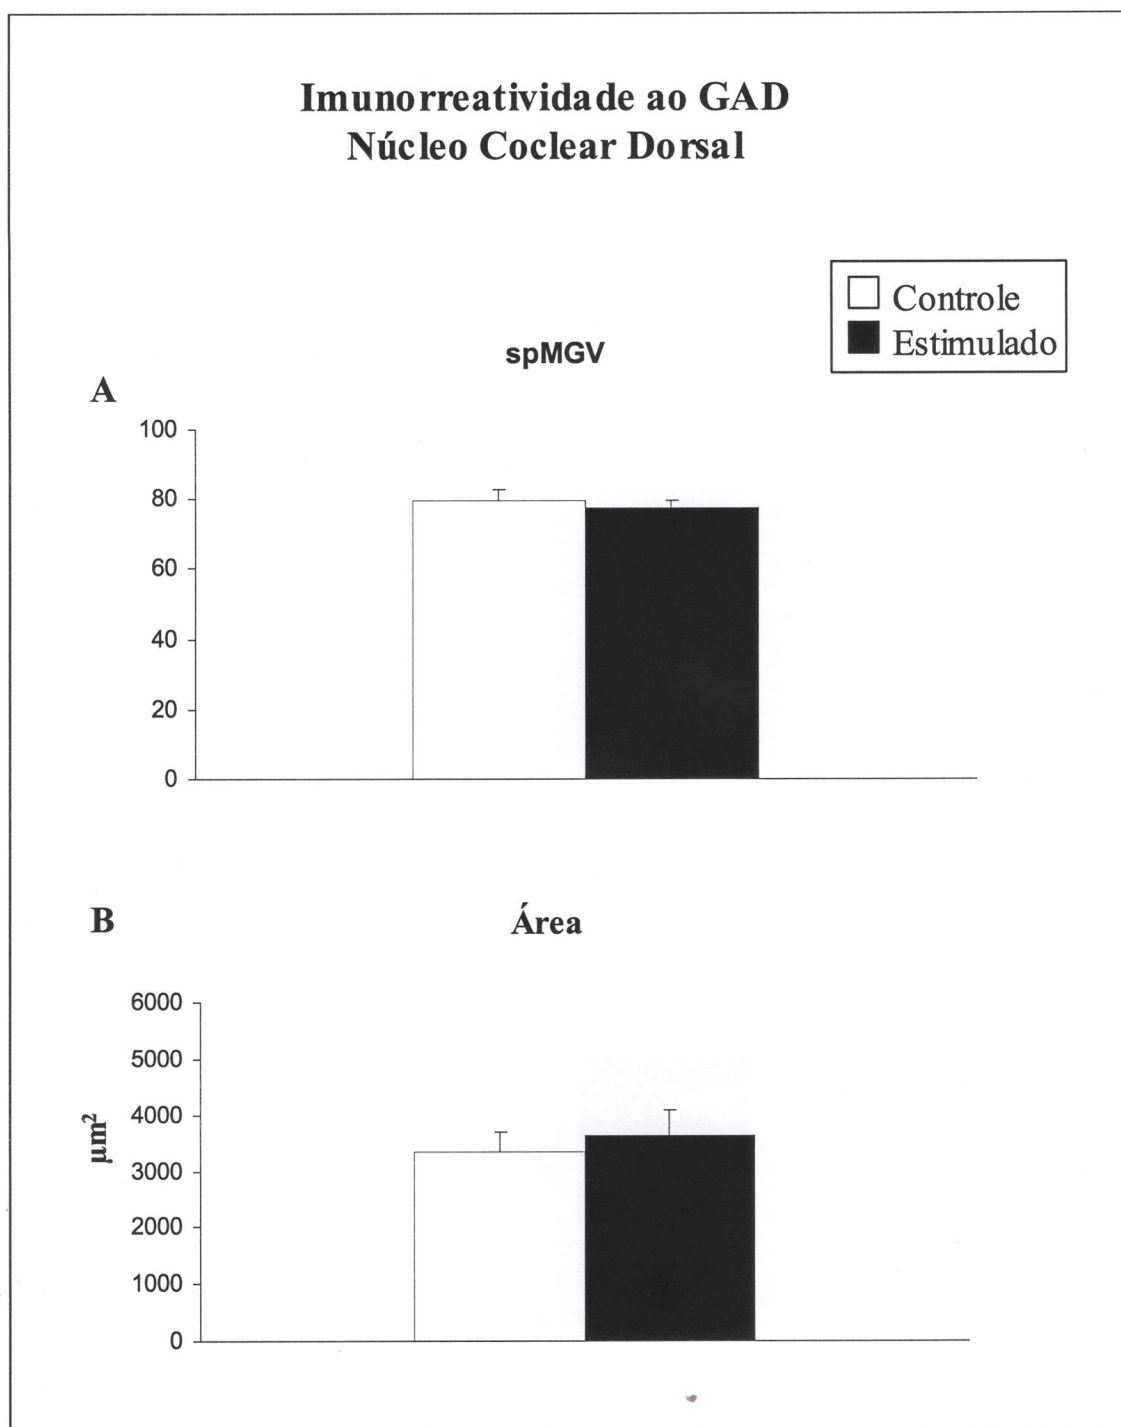 Imunorreatividade ao GAD
Núcleo Coclear Dorsal
Controle
Estimulado
spMGV
A
100
80
60
40
20
0
B
Área
6000
5000
4000
3000
2000
1000
0
µm²